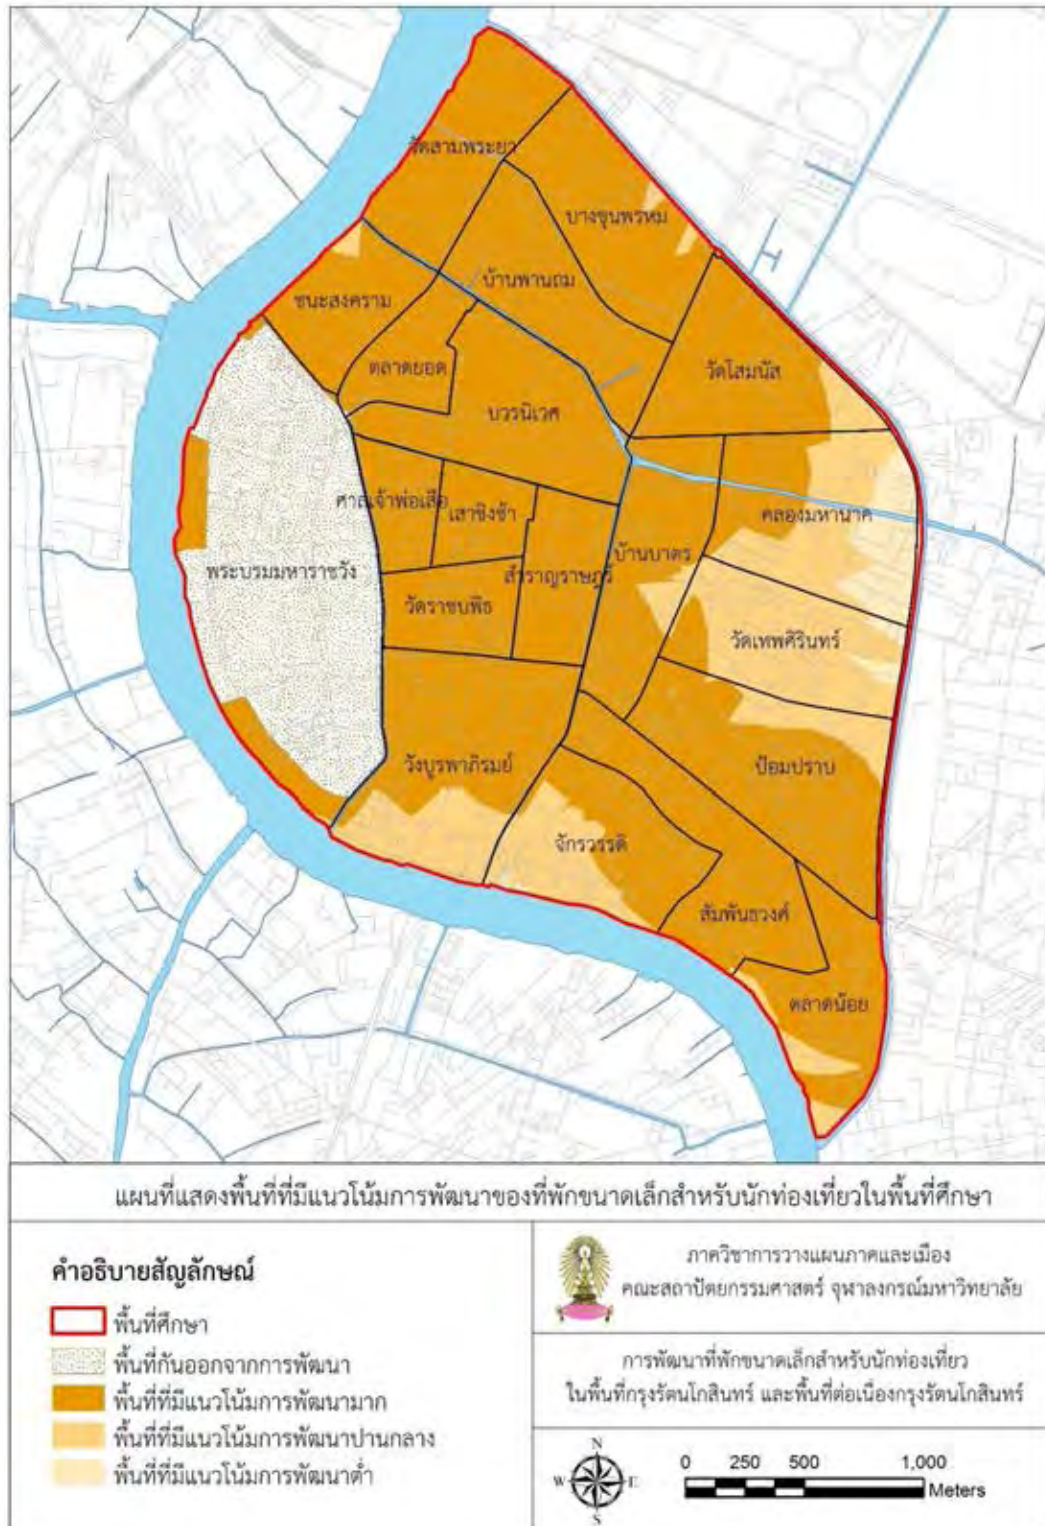 วัดสามพระยา
บางขุนพรหม
บ้านพานถม
ชนะสงคราม
ตลาดยอด
วัดโสมนัส
บวรนิเวศ
ศาลเจ้าพ่อเสือ
เสาชิงช้า
คลองมหานาค
บ้านบาตร
พระบรมมหาราชวัง
สำราญราษฎร์
วัดราชบพิธ
วัดเทพศิรินทร์
วังบูรพาภิรมย์
ป้อมปราบ
จักรวรรดิ
สัมพันธวงศ์
ตลาดน้อย
แผนที่แสดงพื้นที่ที่มีแนวโน้มการพัฒนาของที่พักขนาดเล็กสำหรับนักท่องเที่ยวในพื้นที่ศึกษา
คำอธิบายสัญลักษณ์
พื้นที่ศึกษา
พื้นที่กันออกจากการพัฒนา
พื้นที่ที่มีแนวโน้มการพัฒนามาก
พื้นที่ที่มีแนวโน้มการพัฒนาปานกลาง
พื้นที่ที่มีแนวโน้มการพัฒนาต่ำ
ภาควิชาการวางแผนภาคและเมือง
คณะสถาปัตยกรรมศาสตร์ จุฬาลงกรณ์มหาวิทยาลัย
การพัฒนาที่พักขนาดเล็กสำหรับนักท่องเที่ยว
ในพื้นที่กรุงรัตนโกสินทร์ และพื้นที่ต่อเนื่องกรุงรัตนโกสินทร์
N
W E
S
0 250 500 1,000
Meters